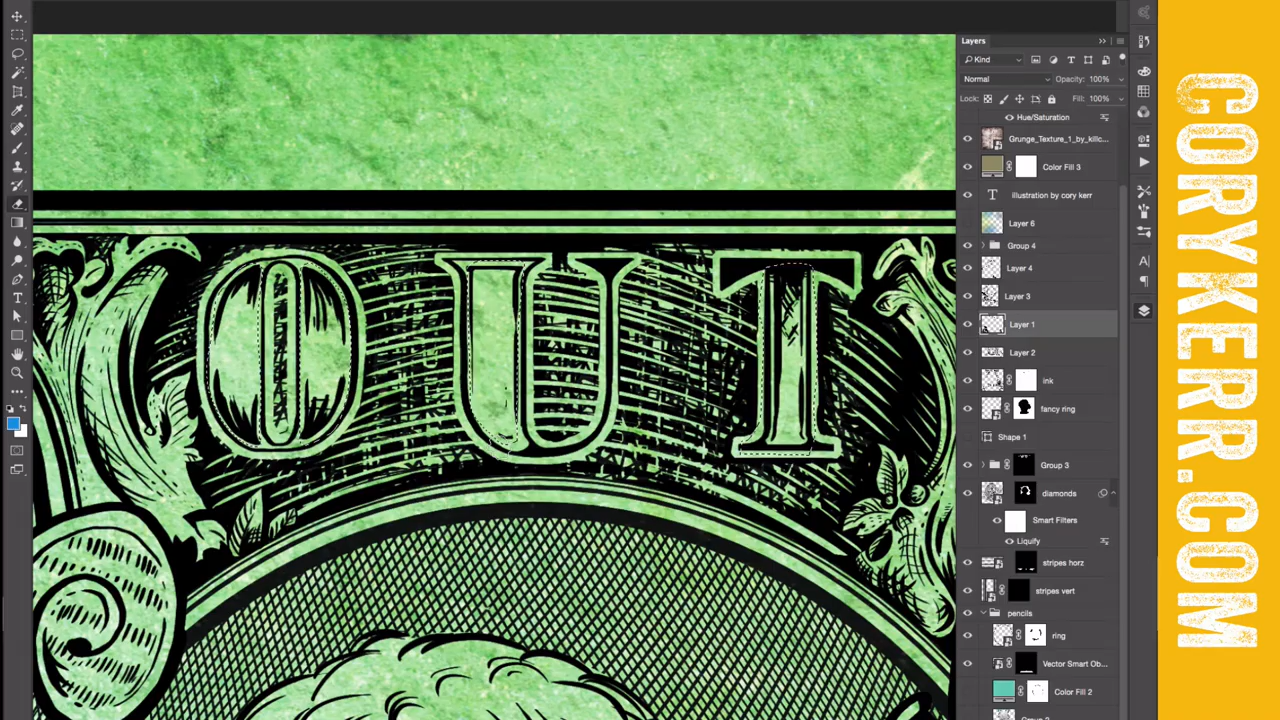 Layers
Kind
Normal
Opacity: 100%
Lock:
Fill: 100%
Hue/Saturation
Grunge_Texture_1_by_killc...
Color Fill 3
T illustration by cory kerr
Layer 6
Group 4
Layer 4
Layer 3
Layer 1
Layer 2
ink
fancy ring
Shape 1
Group 3
diamonds
Smart Filters
Liquify
stripes horz
stripes vert
pencils
ring
Vector Smart Ob...
Color Fill 2
OUT
CORYKERR.COM